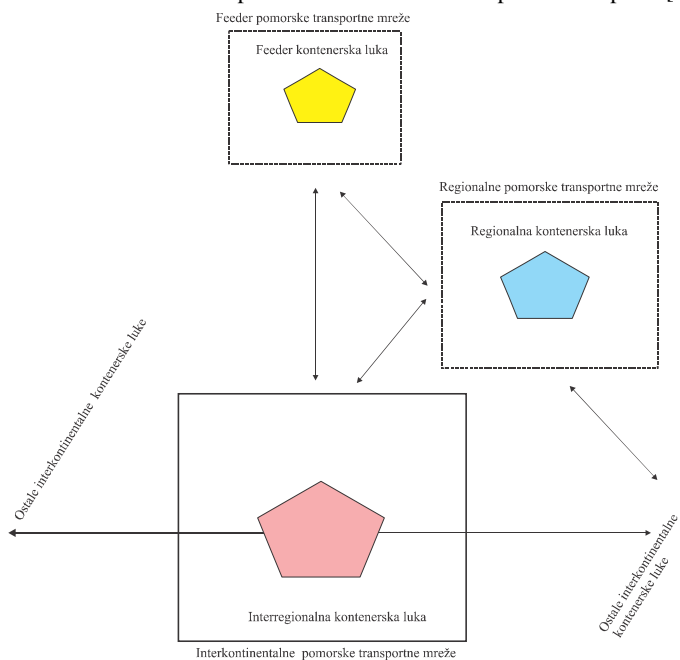 Feeder pomorske transportne mreže
Feeder kontenerska luka
Regionalne pomorske transportne mreže
Regionalna kontenerska luka
Ostale interkontinentalne kontenerske luke
Ostale interkontinentalne
kontenerske luke
Interregionalna kontenerska luka
Interkontinentalne pomorske transportne mreže